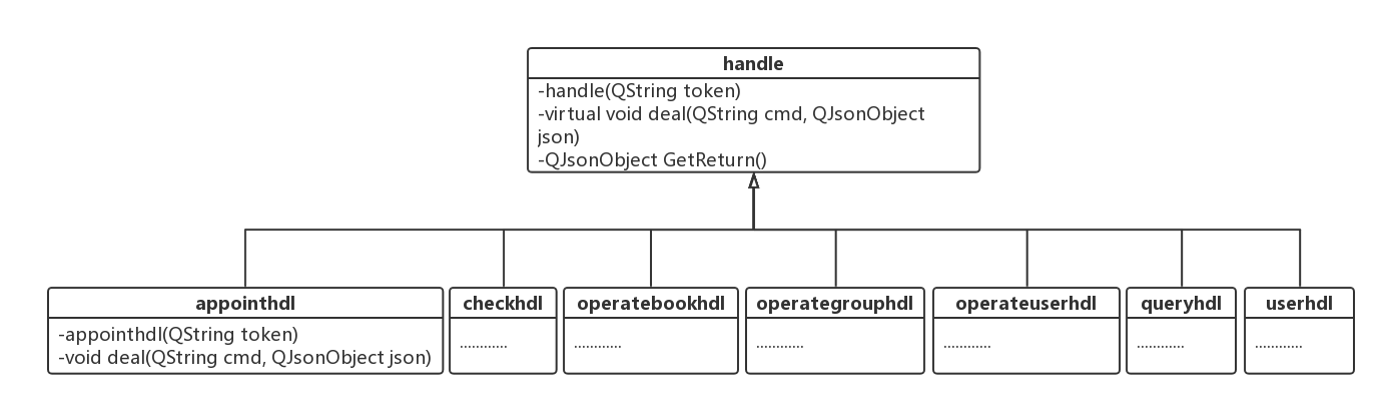 handle
-handle(QString token)
-virtual void deal(QString cmd, QJsonObject
json)
-QJsonObject GetReturn()
appointhdl
-appointhdl(QString token)
-void deal(QString cmd, QJsonObject json)
checkhdl
............
operatebookhdl
............
operategrouphdl
............
operateuserhdl
............
queryhdl
............
userhdl
............